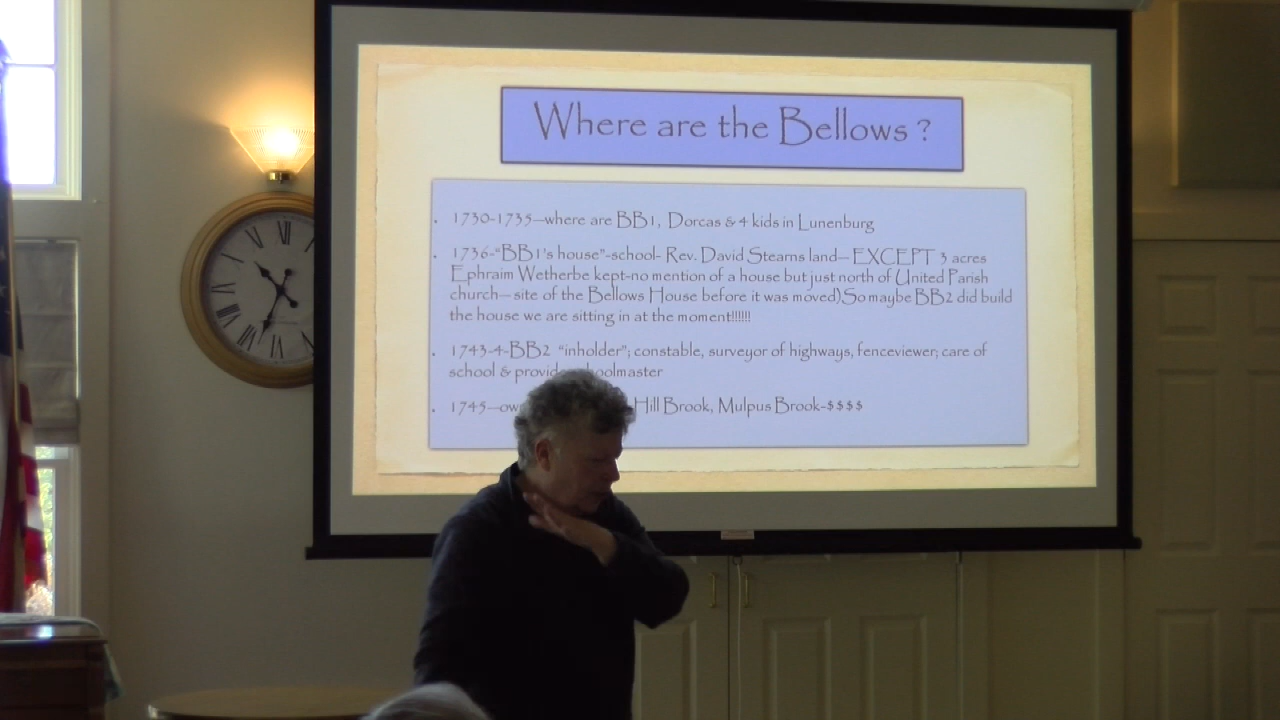 Where are the Bellows ?
1730-1735—where are BB1, Dorcas & 4 kids in Lunenburg
1736-"BB1's house"-school- Rev. David Stearns land— EXCEPT 3 acres
Ephraim Wetherbe kept-no mention of a house but just north of United Parish
church— site of the Bellows House before it was moved)So maybe BB2 did build
the house we are sitting in at the moment!!!!!!
1743-4-BB2 "inholder"; constable, surveyor of highways, fenceviewer; care of
school &
1745— Hill Brook, Mulpus Brook-$$$$